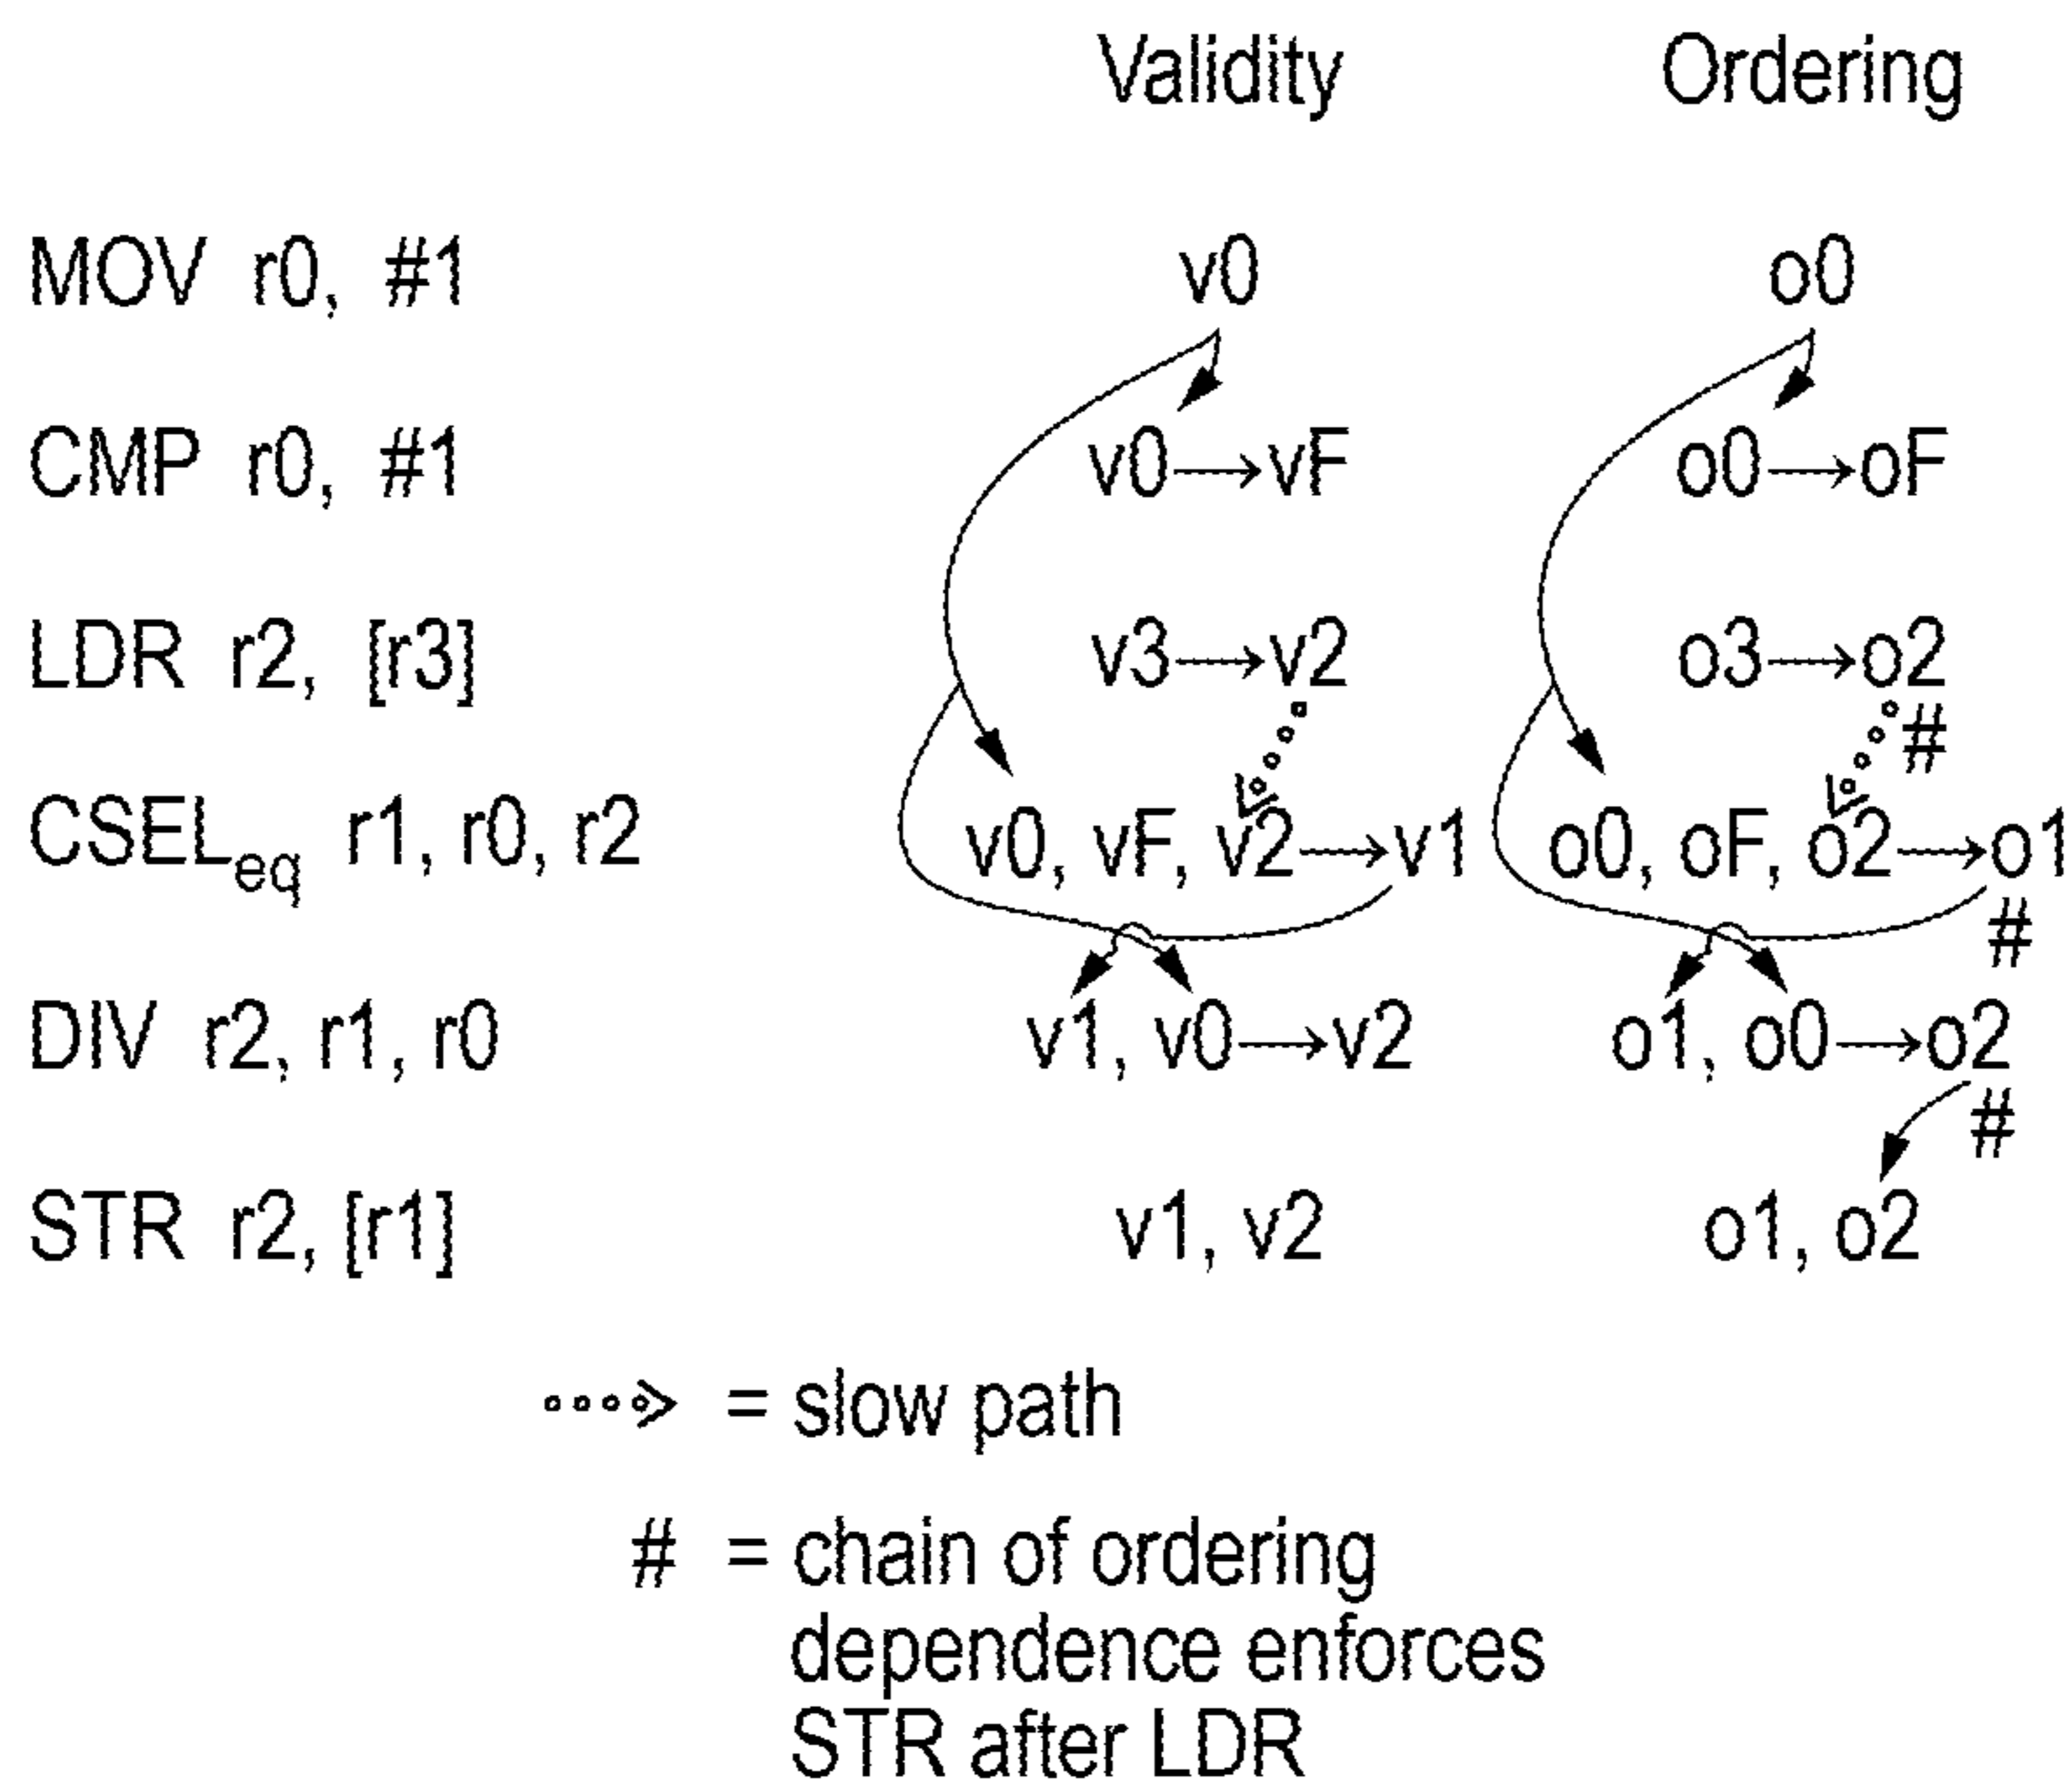 Validity Ordering
MOV r0, #1 v0 o0
CMP r0, #1 v0→vF o0→oF
LDR r2, [r3] v3→v2 o3→o2
#
CSELeq r1, r0, r2 v0, vF, v2→v1 o0, oF, o2→o1
#
DIV r2, r1, r0 v1, v0→v2 o1, o0→o2
#
STR r2, [r1] v1, v2 o1, o2
= slow path
# = chain of ordering
dependence enforces
STR after LDR